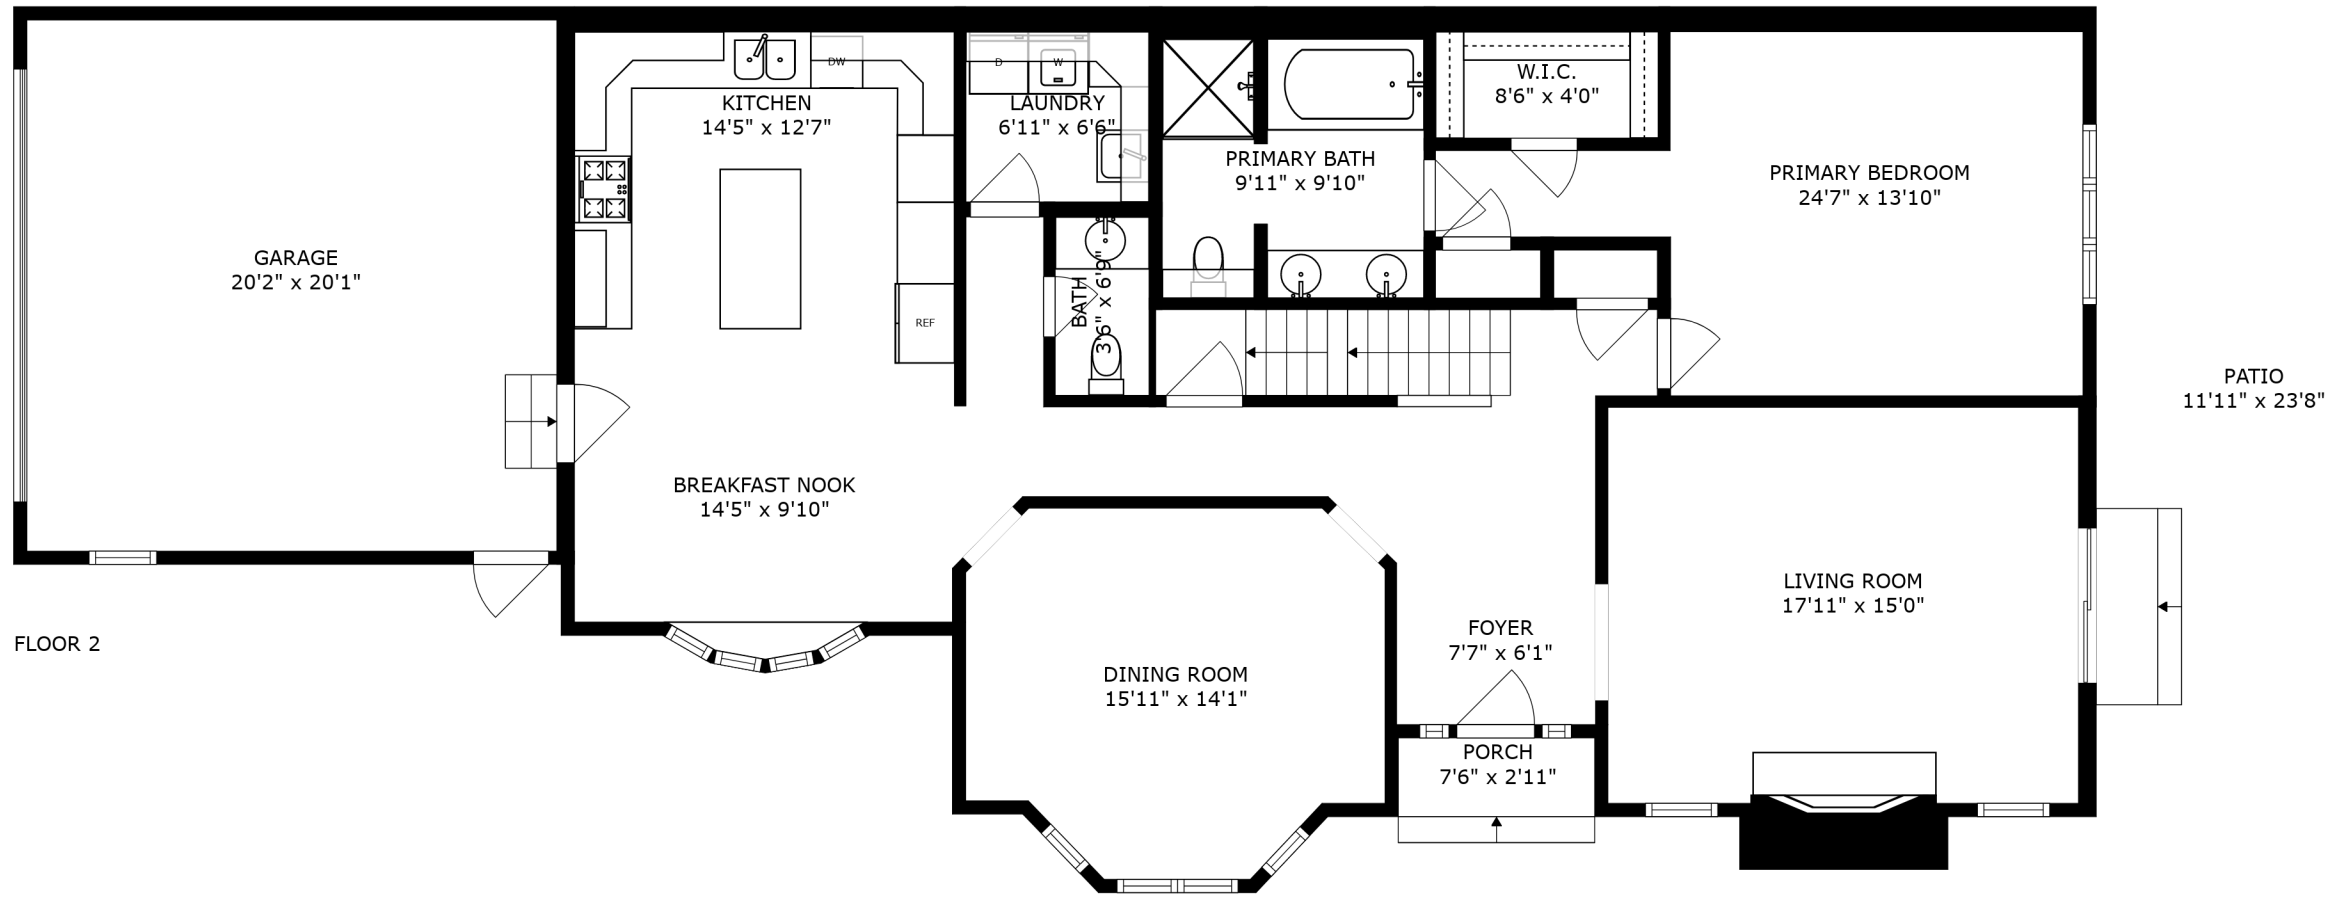 GARAGE
20'2" x 20'1"
KITCHEN
14'5" x 12'7"
DW
REF
D
W
LAUNDRY
6'11" x 6'6"
BATH
3'6" x 6'9"
PRIMARY BATH
9'11" x 9'10"
W.I.C.
8'6" x 4'0"
PRIMARY BEDROOM
24'7" x 13'10"
PATIO
11'11" x 23'8"
BREAKFAST NOOK
14'5" x 9'10"
DINING ROOM
15'11" x 14'1"
FOYER
7'7" x 6'1"
PORCH
7'6" x 2'11"
LIVING ROOM
17'11" x 15'0"
FLOOR 2